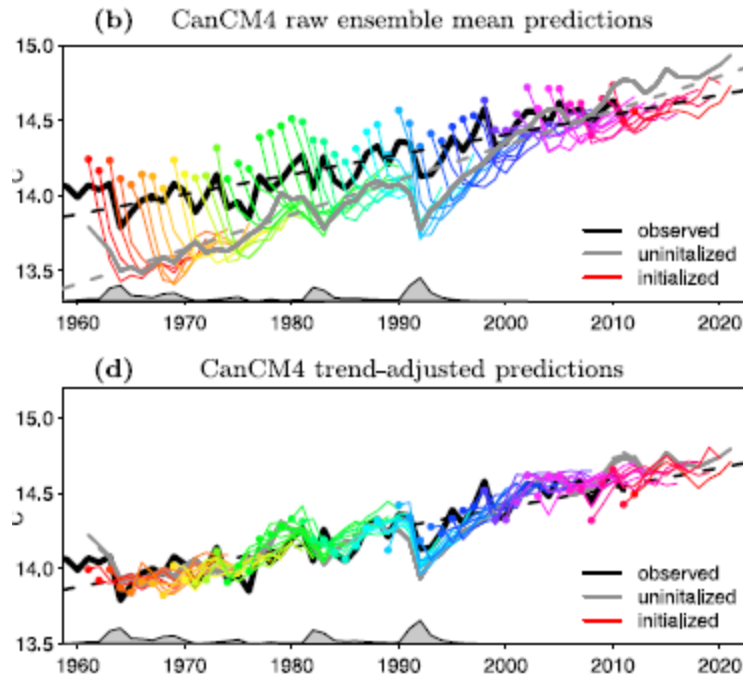 (b) CanCM4 raw ensemble mean predictions
15.0
14.5
14.0
13.5
observed
uninitalized
initialized
1960 1970 1980 1990 2000 2010 2020
(d) CanCM4 trend-adjusted predictions
15.0
14.5
14.0
13.5
observed
uninitalized
initialized
1960 1970 1980 1990 2000 2010 2020